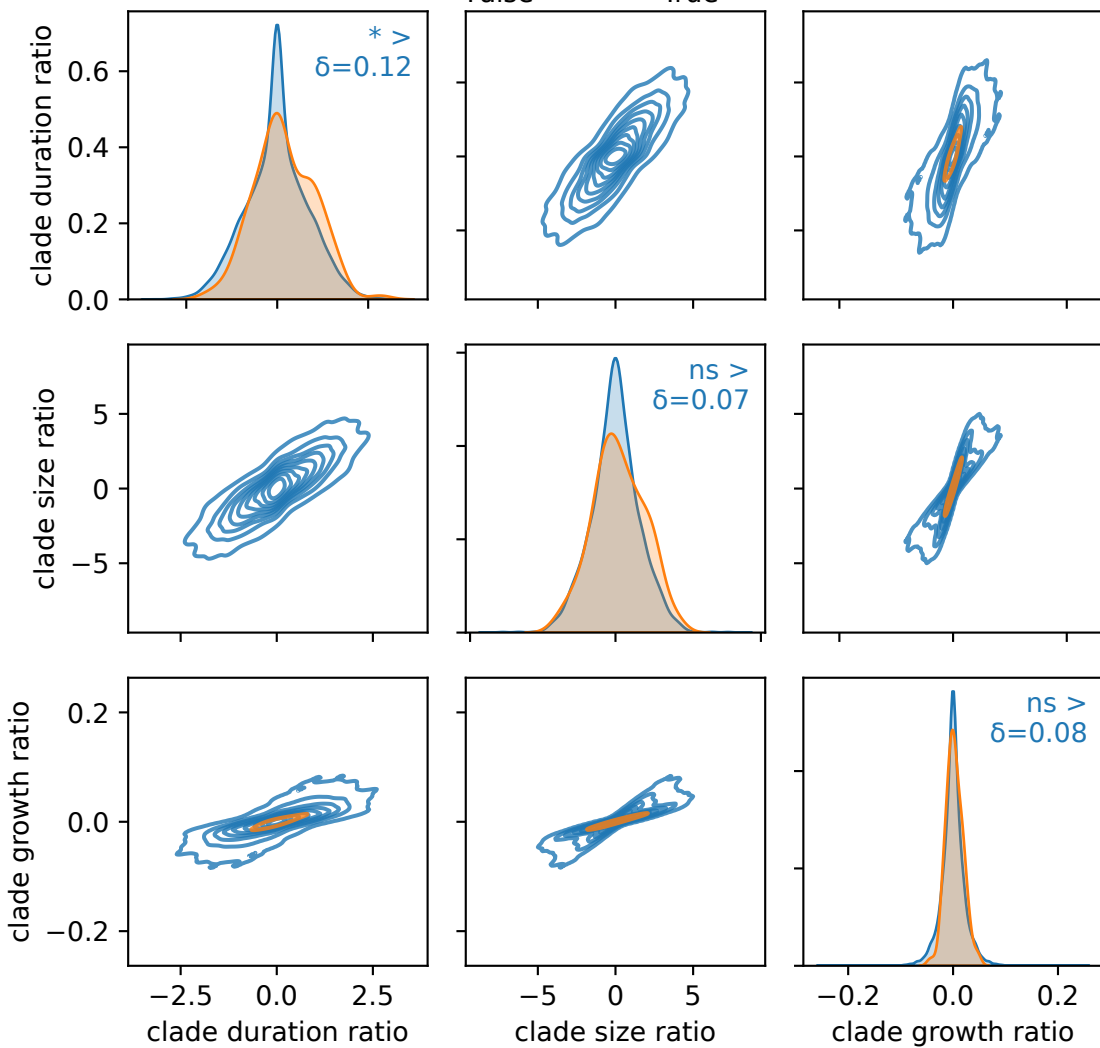 clade duration ratio
0.6
0.4
0.2
0.0
* >
δ=0.12
clade size ratio
5
0
−5
ns >
δ=0.07
clade growth ratio
0.2
0.0
−0.2
ns >
δ=0.08
−2.5 0.0 2.5
clade duration ratio
−5 0 5
clade size ratio
−0.2 0.0 0.2
clade growth ratio